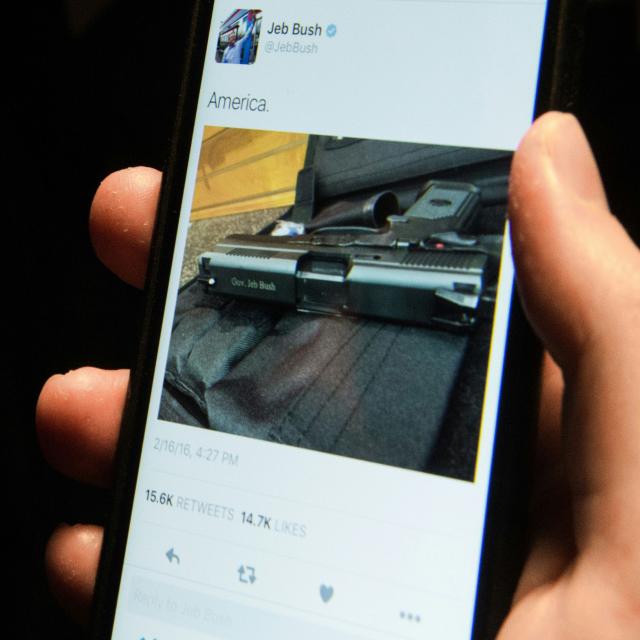 Jeb Bush
@JebBush
America.
Gov. Jeb Bush
2/16/16, 4:27 PM
15.6K RETWEETS 14.7K LIKES
Reply to Jeb Bush